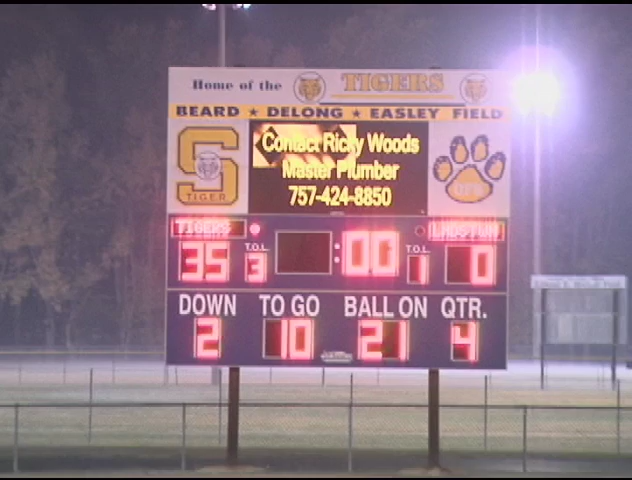 Home of the TIGERS
BEARD ★ DELONG ★ EASLEY FIELD
S
TIGER
Contact Ricky Woods
Master Plumber
757-424-8850
TIGERS
T.O.L.
T.O.L.
35 3 :00 1 0
DOWN TO GO BALL ON QTR.
2 10 21 4